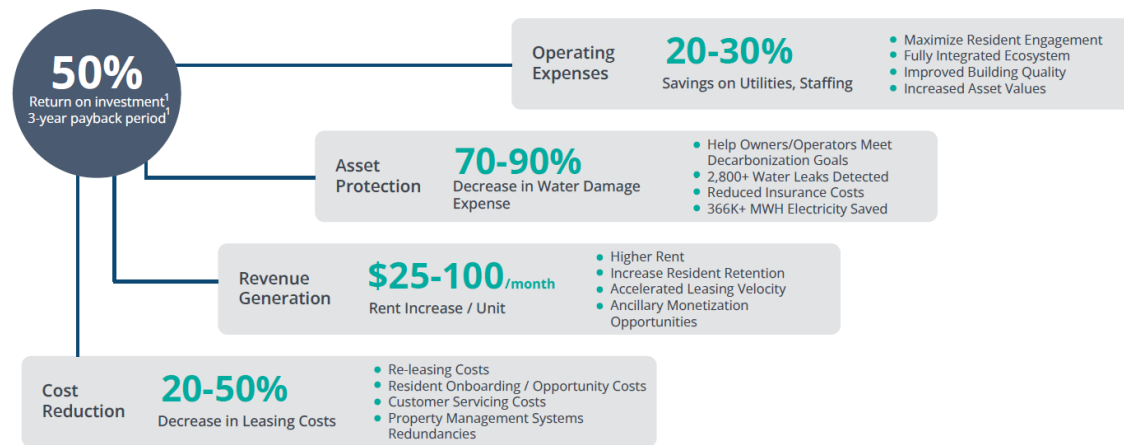 50%
Return on investment¹
3-year payback period¹
Operating
Expenses
20-30%
Savings on Utilities, Staffing
• Maximize Resident Engagement
• Fully Integrated Ecosystem
• Improved Building Quality
• Increased Asset Values
Asset
Protection
70-90%
Decrease in Water Damage
Expense
• Help Owners/Operators Meet
Decarbonization Goals
• 2,800+ Water Leaks Detected
• Reduced Insurance Costs
• 366K+ MWH Electricity Saved
Revenue
Generation
$25-100/month
Rent Increase / Unit
• Higher Rent
• Increase Resident Retention
• Accelerated Leasing Velocity
• Ancillary Monetization
Opportunities
Cost
Reduction
20-50%
Decrease in Leasing Costs
• Re-leasing Costs
• Resident Onboarding / Opportunity Costs
• Customer Servicing Costs
• Property Management Systems
Redundancies